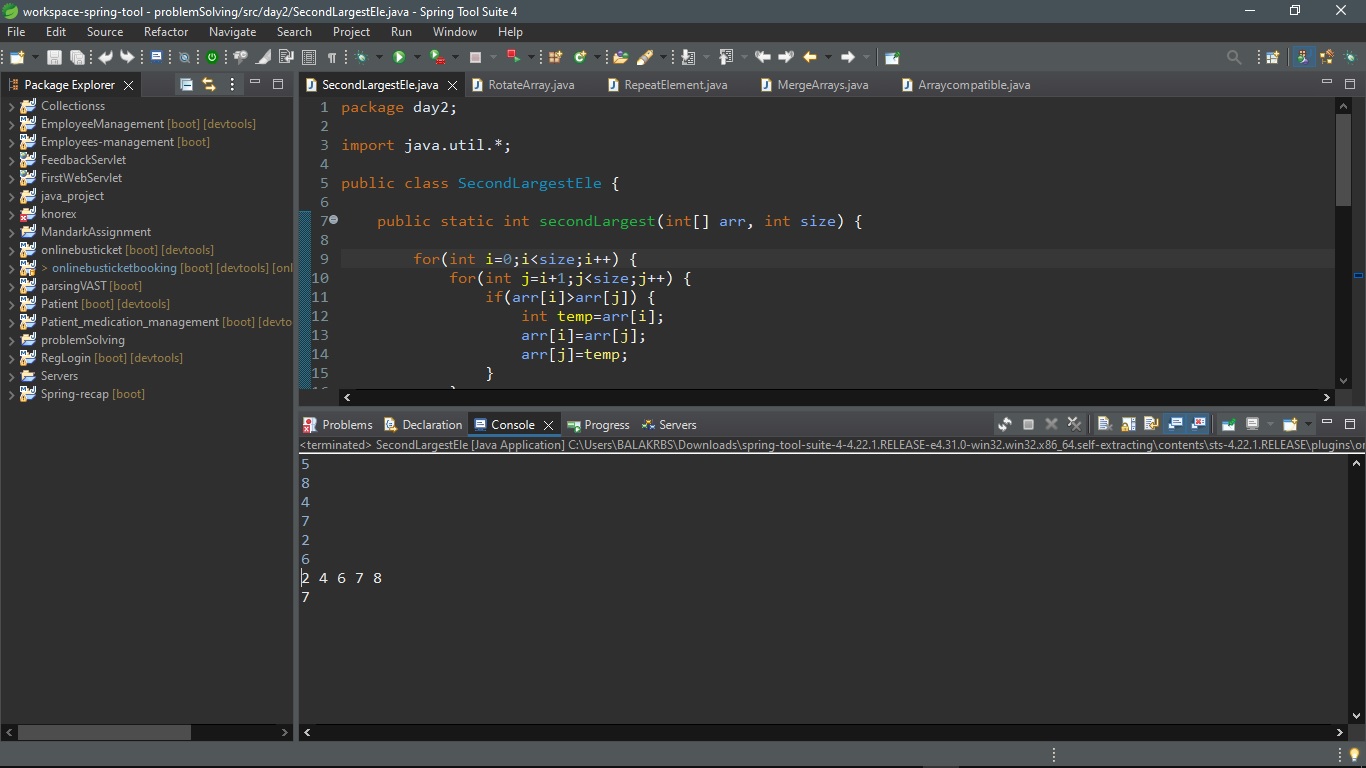 workspace-spring-tool - problemSolving/src/day2/SecondLargestEle.java - Spring Tool Suite 4
File Edit Source Refactor Navigate Search Project Run Window Help
Package Explorer
Collectionss
EmployeeManagement [boot] [devtools]
Employees-management [boot]
FeedbackServlet
FirstWebServlet
java_project
knorex
MandarkAssignment
onlinebusticket [boot] [devtools]
> onlinebusticketbooking [boot] [devtools] [onl
parsingVAST [boot]
Patient [boot] [devtools]
Patient_medication_management [boot] [devto
problemSolving
RegLogin [boot] [devtools]
Servers
Spring-recap [boot]
SecondLargestEle.java RotateArray.java RepeatElement.java MergeArrays.java Arraycompatible.java
1 package day2;
2
3 import java.util.*;
4
5 public class SecondLargestEle {
6
7 public static int secondLargest(int[] arr, int size) {
8
9 for(int i=0;i<size;i++) {
10 for(int j=i+1;j<size;j++) {
11 if(arr[i]>arr[j]) {
12 int temp=arr[i];
13 arr[i]=arr[j];
14 arr[j]=temp;
15 }
16 }
Problems Declaration Console Progress Servers
<terminated> SecondLargestEle [Java Application] C:\Users\BALAKRBS\Downloads\spring-tool-suite-4-4.22.1.RELEASE-e4.31.0-win32.win32.x86_64.self-extracting\contents\sts-4.22.1.RELEASE\plugins\or
5
8
4
7
2
6
2 4 6 7 8
7